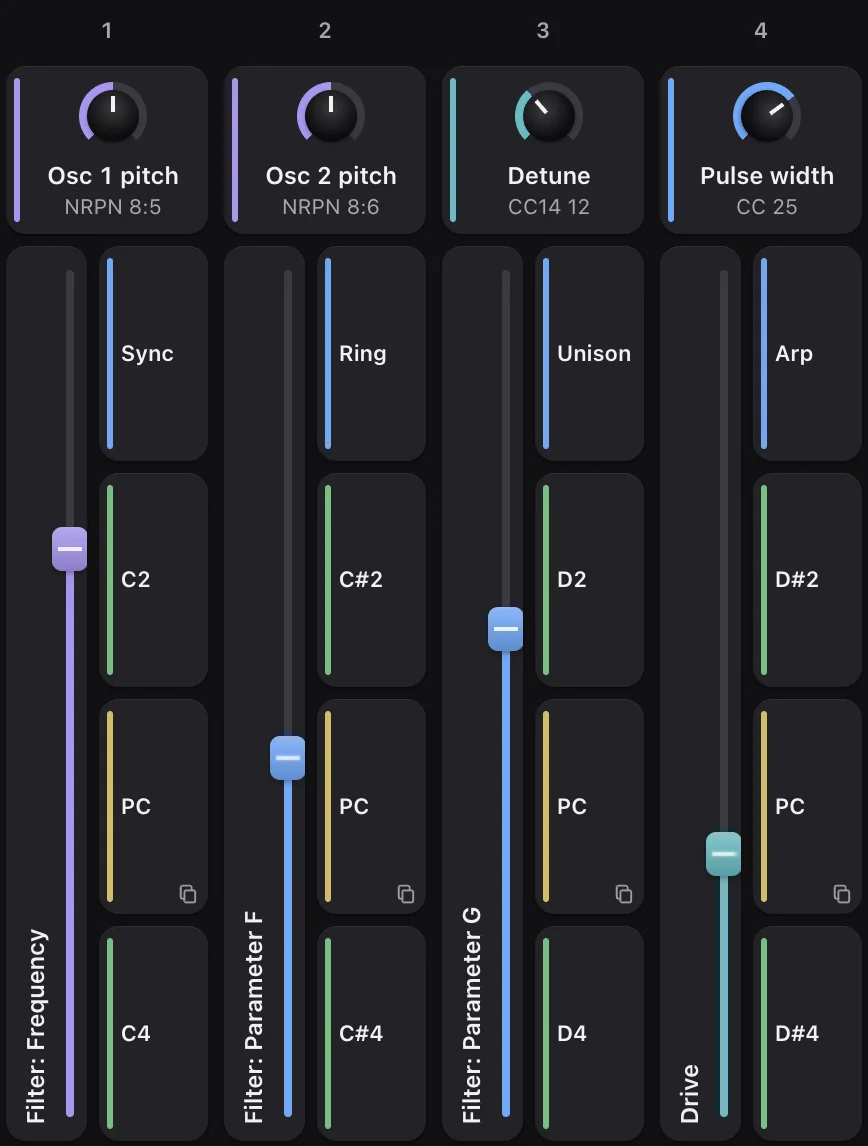 1
2
3
4
Osc 1 pitch
NRPN 8:5
Osc 2 pitch
NRPN 8:6
Detune
CC14 12
Pulse width
CC 25
Filter: Frequency
Sync
C2
PC
C4
Filter: Parameter F
Ring
C#2
PC
C#4
Filter: Parameter G
Unison
D2
PC
D4
Drive
Arp
D#2
PC
D#4